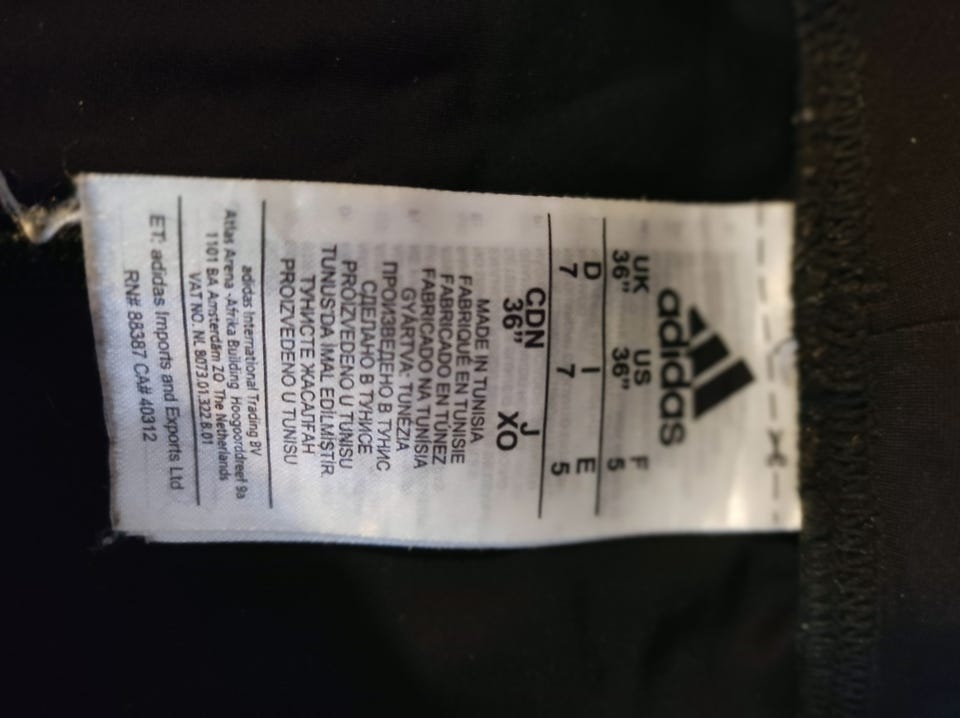 adidas
UK US F
36" 36" 5
D I E
7 7 5
CDN J
36" XO
MADE IN TUNISIA
FABRIQUÉ EN TUNISIE
FABRICADO EN TÚNEZ
FABRICADO NA TUNÍSIA
GYÁRTVA: TUNÉZIA
ПРОИЗВЕДЕНО В ТУНИС
СДЕЛАНО В ТУНИСЕ
PROIZVEDENO U TUNISU
TUNUS'DA İMAL EDİLMİŞTİR.
ТУНИСТЕ ЖАСАЛҒАН
PROIZVEDENO U TUNISU
adidas International Trading BV
Atlas Arena -Afrika Building Hoogoorddreef 9a
1101 BA Amsterdam ZO The Netherlands
VAT NO. NL 8073.01.322.B.01
ET: adidas Imports and Exports Ltd
RN# 88387 CA# 40312